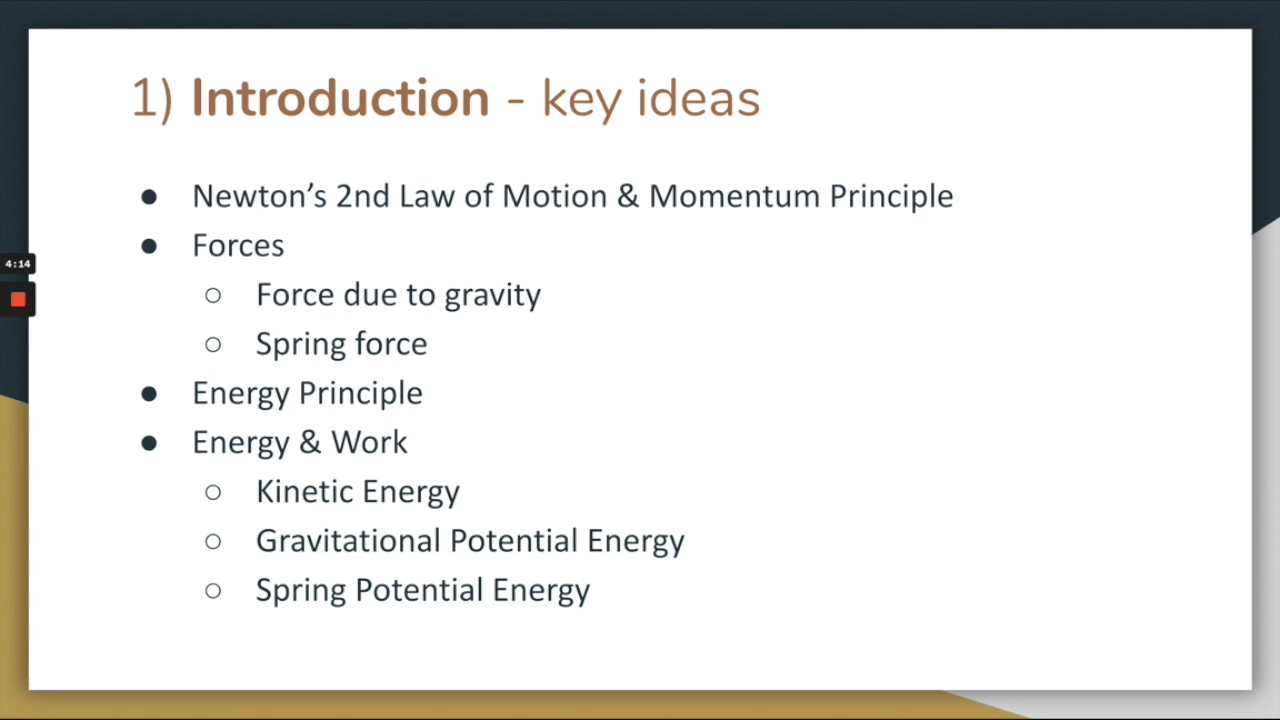 1) Introduction - key ideas
● Newton’s 2nd Law of Motion & Momentum Principle
● Forces
○ Force due to gravity
4:14
○ Spring force
● Energy Principle
● Energy & Work
○ Kinetic Energy
○ Gravitational Potential Energy
○ Spring Potential Energy